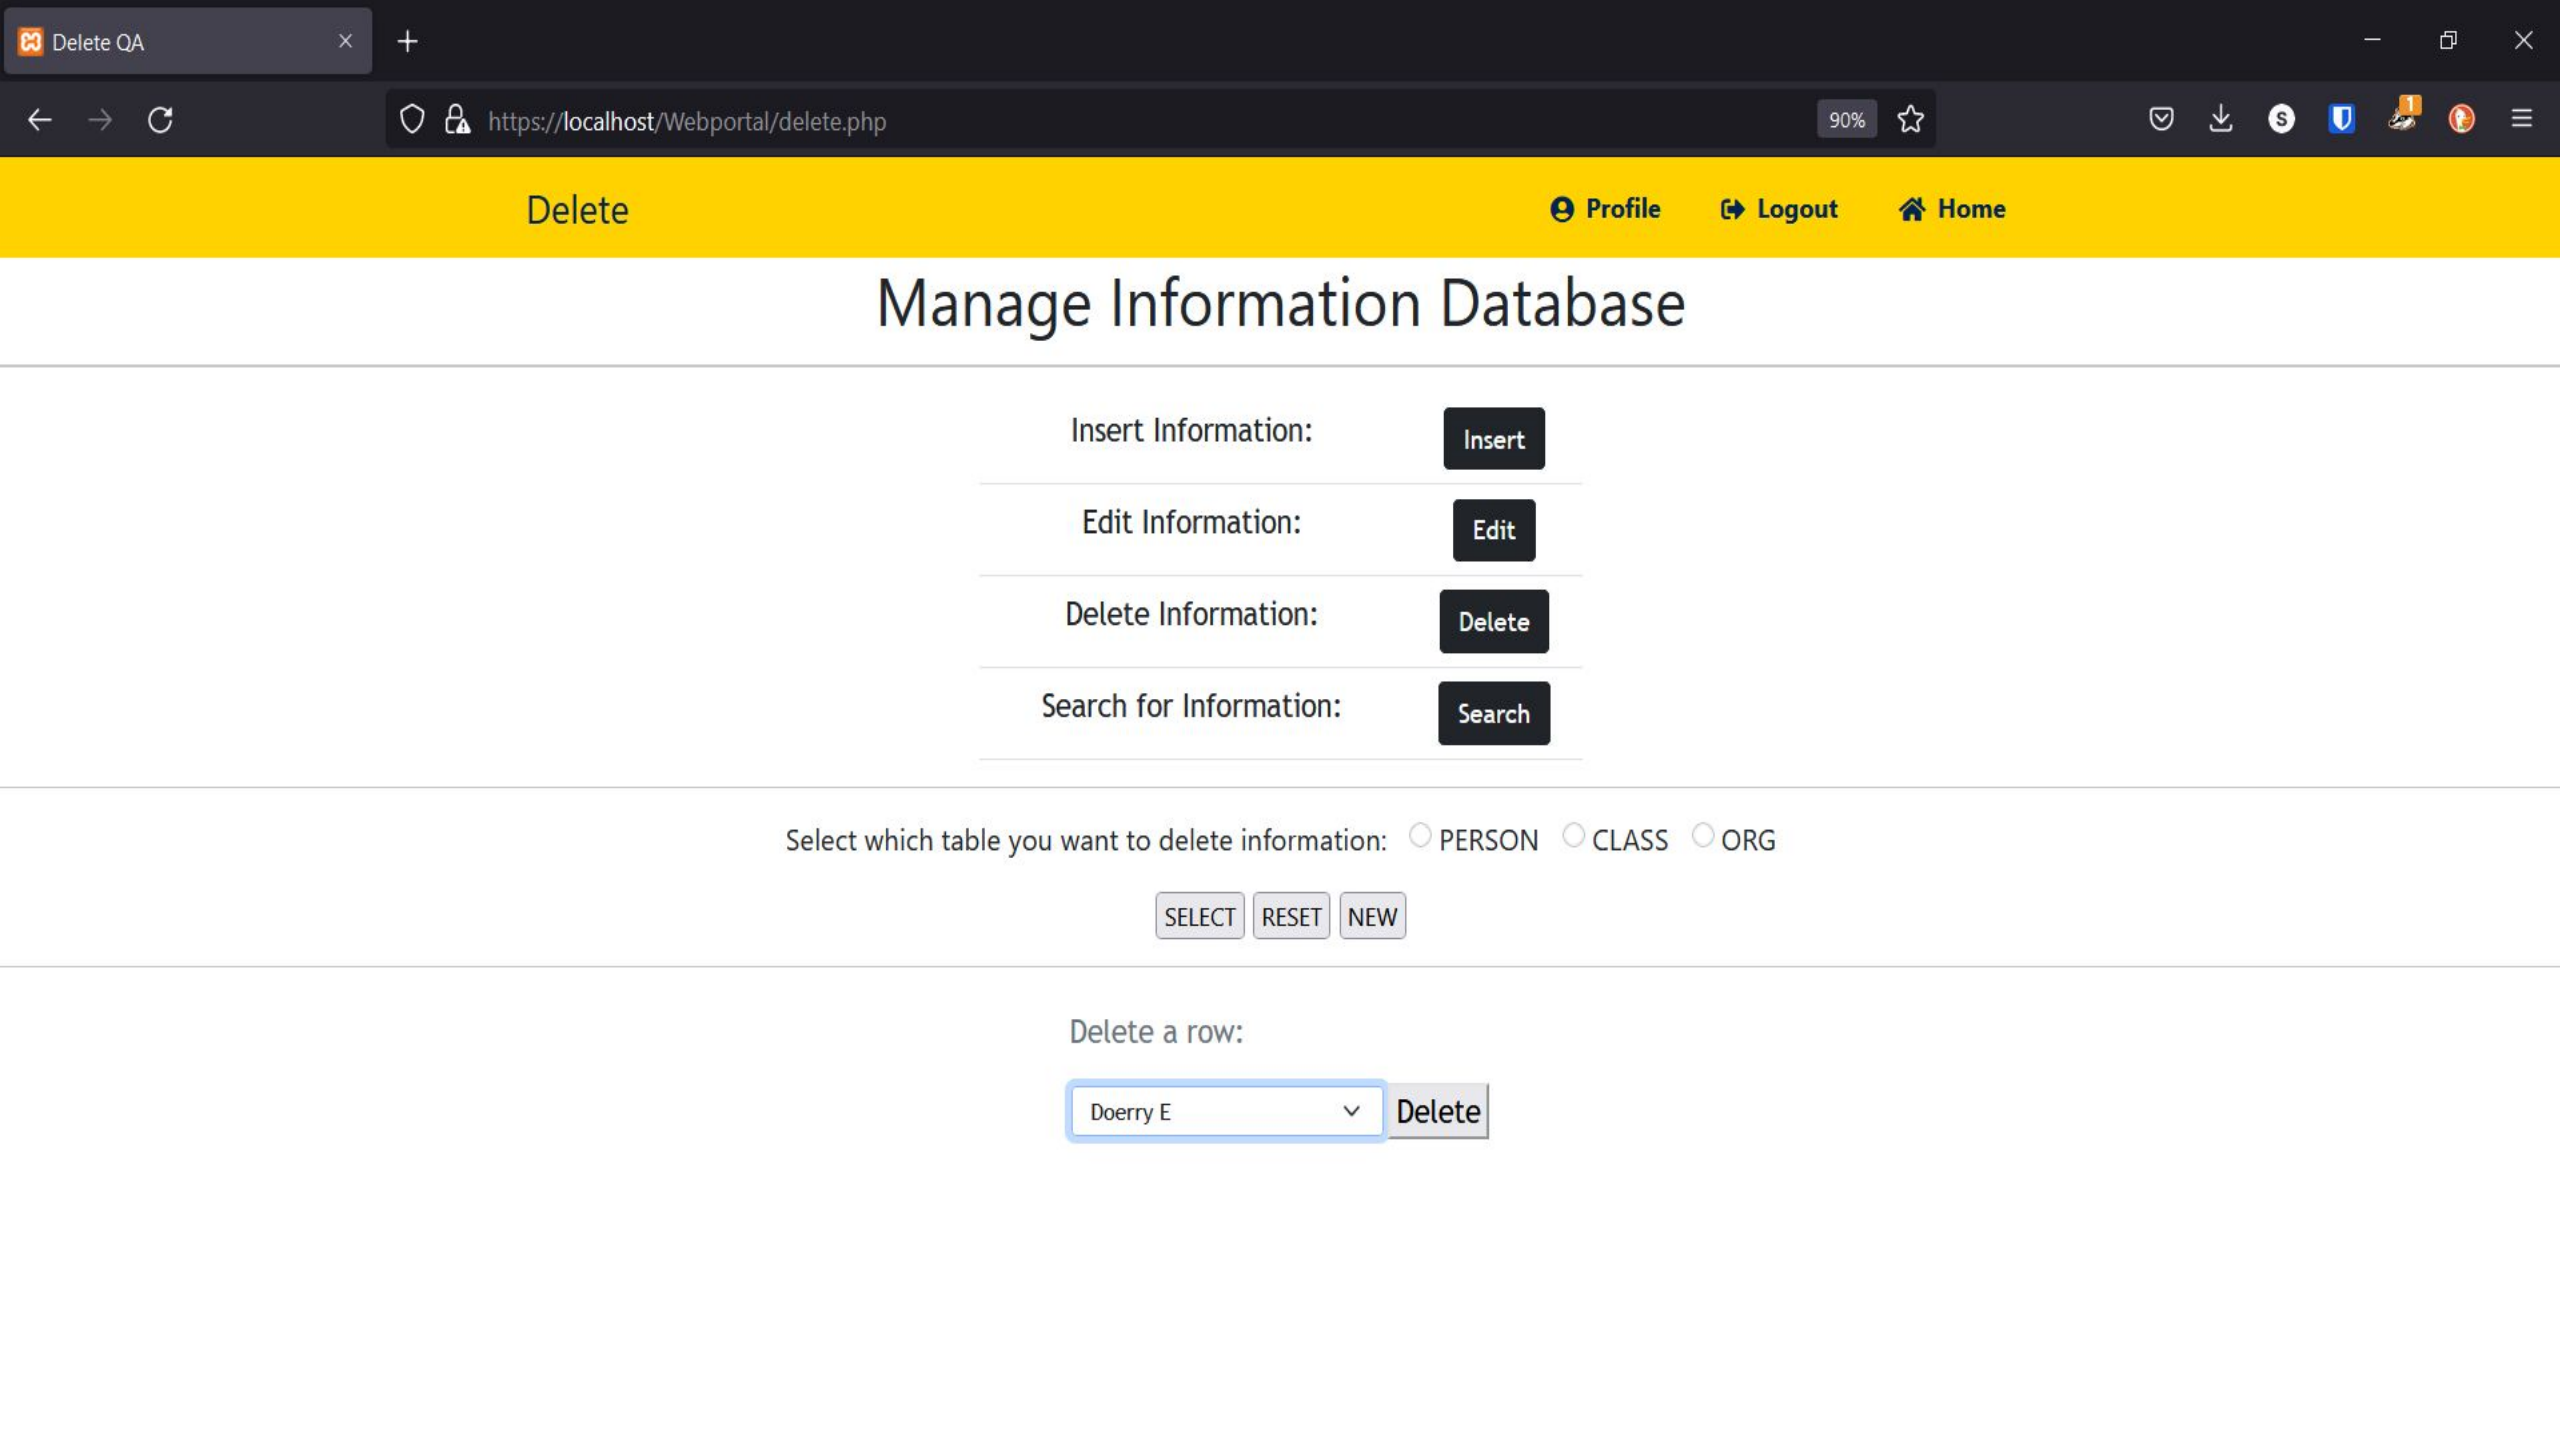 Delete QA
https://localhost/Webportal/delete.php
90%
1
S
Delete
Profile
Logout
Home
Manage Information Database
Insert Information:
Insert
Edit Information:
Edit
Delete Information:
Delete
Search for Information:
Search
Select which table you want to delete information: PERSON CLASS ORG
SELECT RESET NEW
Delete a row:
Doerry E
Delete